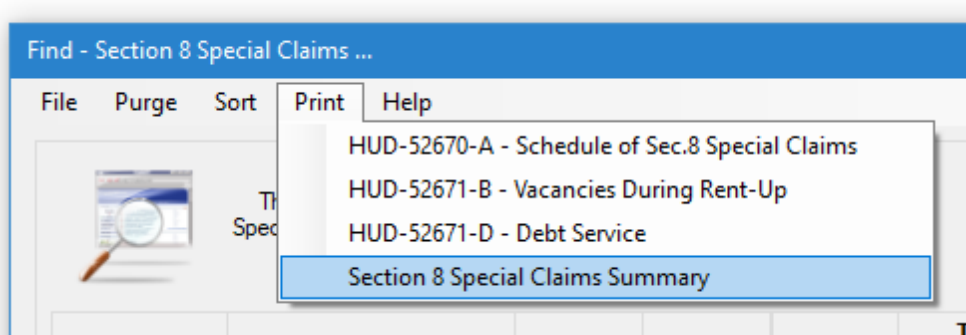 Find - Section 8 Special Claims ...
File Purge Sort Print Help
HUD-52670-A - Schedule of Sec.8 Special Claims
HUD-52671-B - Vacancies During Rent-Up
HUD-52671-D - Debt Service
Section 8 Special Claims Summary